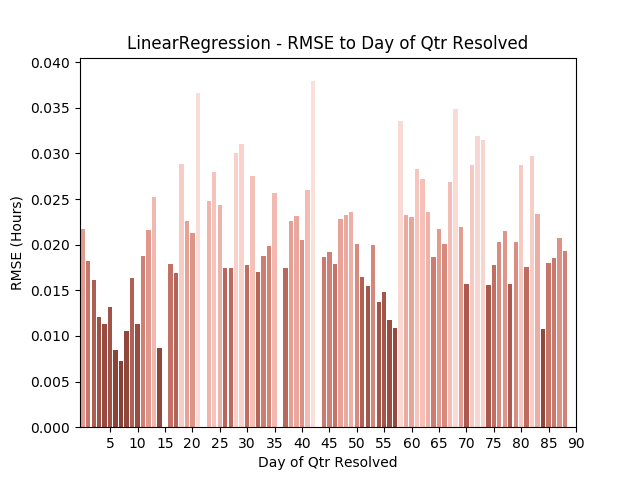 LinearRegression - RMSE to Day of Qtr Resolved
0.040
0.035
0.030
0.025
0.020
0.015
0.010
0.005
0.000
RMSE (Hours)
5 10 15 20 25 30 35 40 45 50 55 60 65 70 75 80 85 90
Day of Qtr Resolved